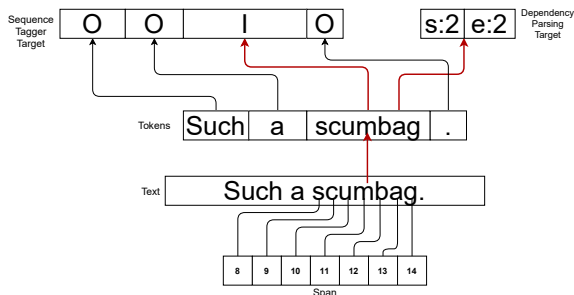 Sequence Tagger Target
O O I O
s:2 e:2
Dependency Parsing Target
Tokens
Such a scumbag .
Text
Such a scumbag.
8 9 10 11 12 13 14
Span